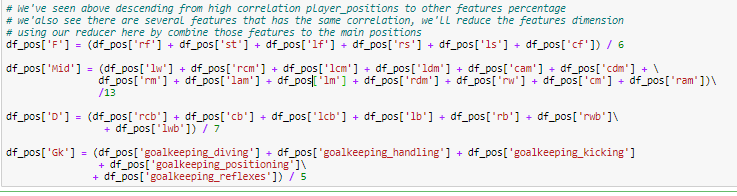 # We've seen above descending from high correlation player_positions to other features percentage
# we'also see there are several features that has the same correlation, we'll reduce the features dimension
# using our reducer here by combine those features to the main positions
df_pos['F'] = (df_pos['rf'] + df_pos['st'] + df_pos['lf'] + df_pos['rs'] + df_pos['ls'] + df_pos['cf']) / 6
df_pos['Mid'] = (df_pos['lw'] + df_pos['rcm'] + df_pos['lcm'] + df_pos['ldm'] + df_pos['cam'] + df_pos['cdm'] + \
df_pos['rm'] + df_pos['lam'] + df_pos['lm'] + df_pos['rdm'] + df_pos['rw'] + df_pos['cm'] + df_pos['ram'])\
/13
df_pos['D'] = (df_pos['rcb'] + df_pos['cb'] + df_pos['lcb'] + df_pos['lb'] + df_pos['rb'] + df_pos['rwb']\
+ df_pos['lwb']) / 7
df_pos['Gk'] = (df_pos['goalkeeping_diving'] + df_pos['goalkeeping_handling'] + df_pos['goalkeeping_kicking']
+ df_pos['goalkeeping_positioning']\
+ df_pos['goalkeeping_reflexes']) / 5